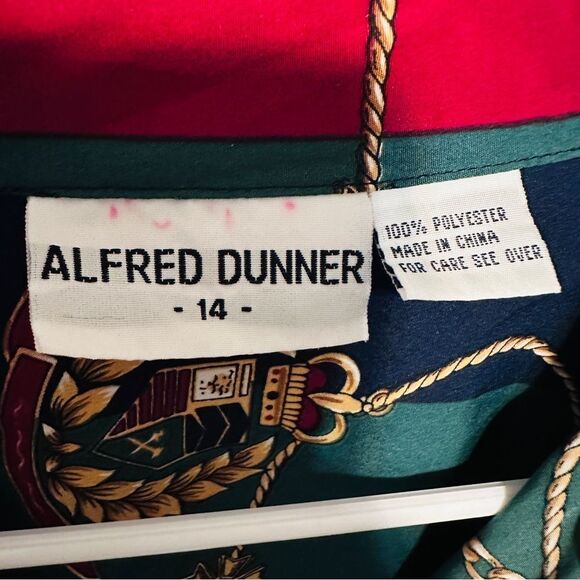 ALFRED DUNNER
- 14 -
100% POLYESTER
MADE IN CHINA
FOR CARE SEE OVER